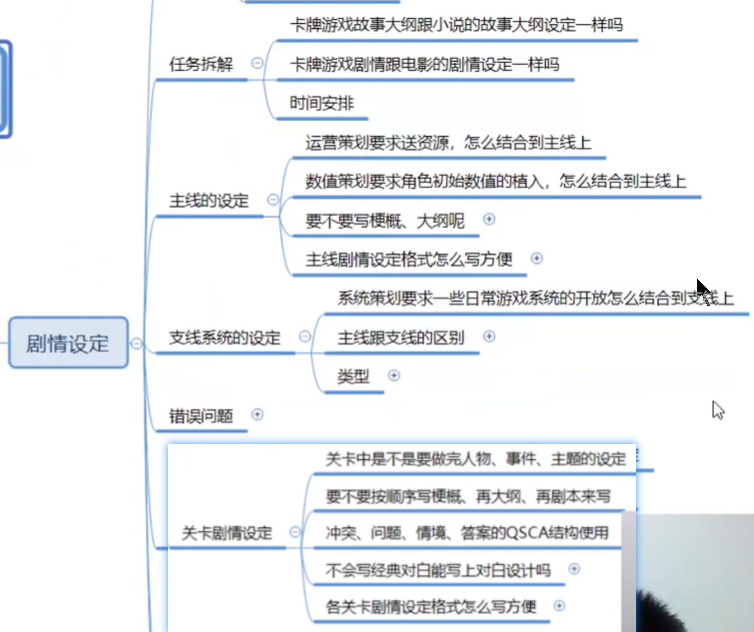 任务拆解
卡牌游戏故事大纲跟小说的故事大纲设定一样吗
卡牌游戏剧情跟电影的剧情设定一样吗
时间安排
主线的设定
运营策划要求送资源，怎么结合到主线上
数值策划要求角色初始数值的植入，怎么结合到主线上
要不要写梗概、大纲呢
主线剧情设定格式怎么写方便
剧情设定
支线系统的设定
系统策划要求一些日常游戏系统的开放怎么结合到支线上
主线跟支线的区别
类型
错误问题
关卡剧情设定
关卡中是不是要做完人物、事件、主题的设定
要不要按顺序写梗概、再大纲、再剧本来写
冲突、问题、情境、答案的QSCA结构使用
不会写经典对白能写上对白设计吗
各关卡剧情设定格式怎么写方便